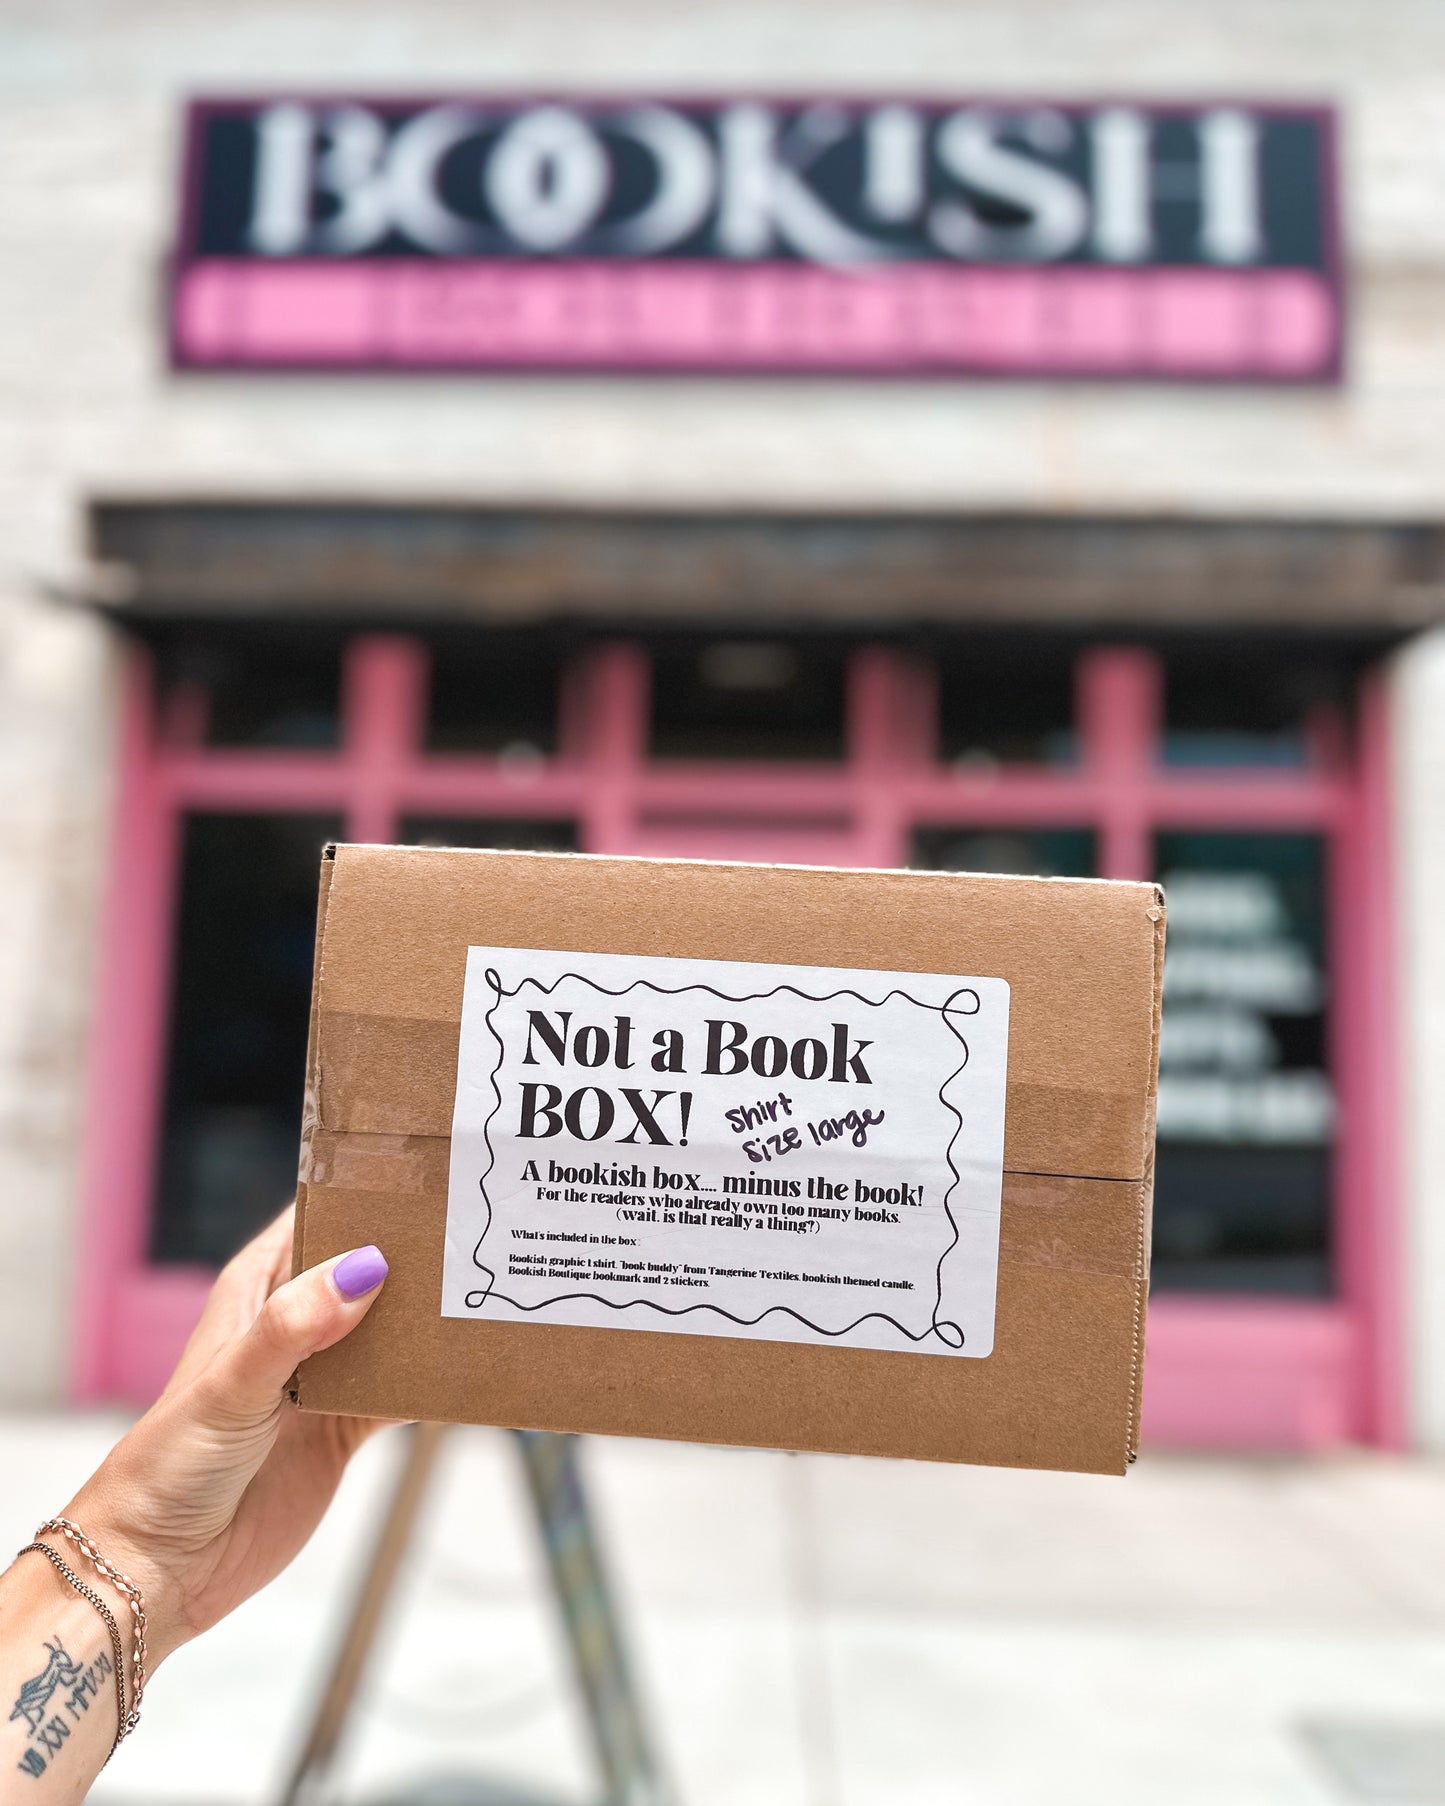 BOOKISH
Not a Book
BOX!
shirt
size large
A bookish box.... minus the book!
For the readers who already own too many books.
(wait, is that really a thing?)
What's included in the box:
Bookish graphic t shirt, "book buddy" from Tangerine Textiles, bookish themed candle,
Bookish Boutique bookmark and 2 stickers.